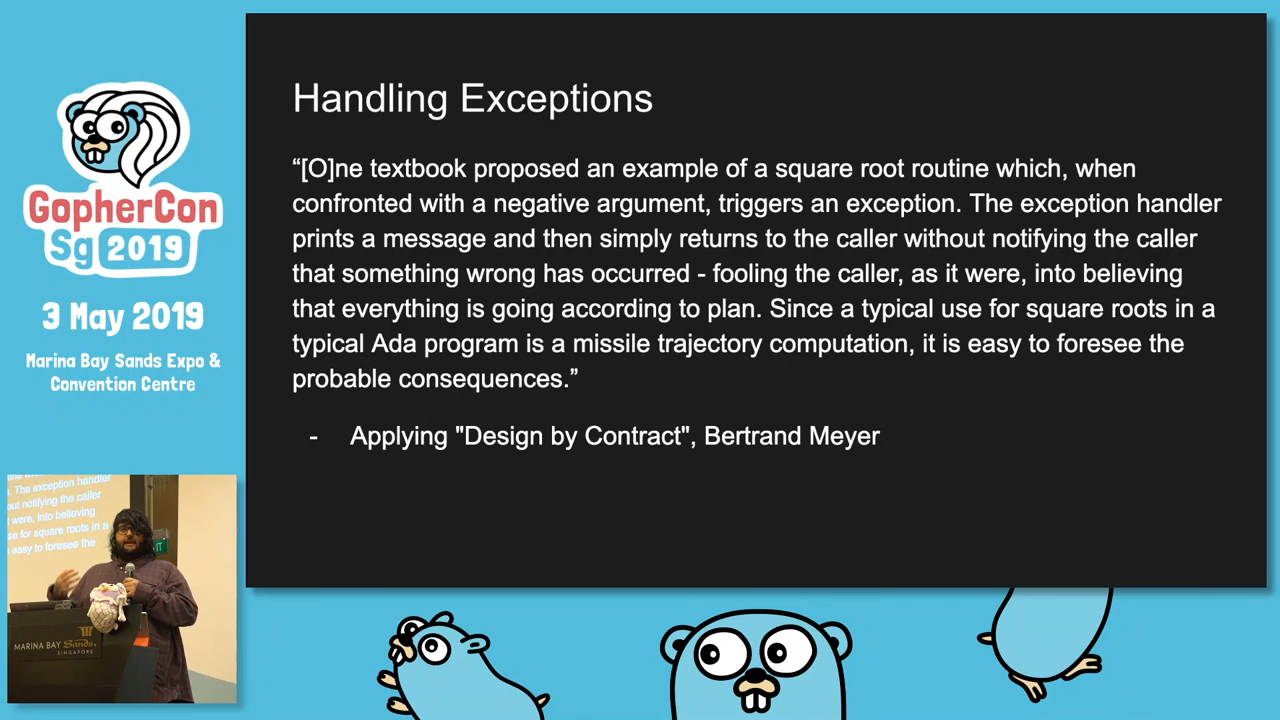 GopherCon
Sg 2019
3 May 2019
Marina Bay Sands Expo &
Convention Centre
Handling Exceptions
“[O]ne textbook proposed an example of a square root routine which, when
confronted with a negative argument, triggers an exception. The exception handler
prints a message and then simply returns to the caller without notifying the caller
that something wrong has occurred - fooling the caller, as it were, into believing
that everything is going according to plan. Since a typical use for square roots in a
typical Ada program is a missile trajectory computation, it is easy to foresee the
probable consequences.”
- Applying "Design by Contract", Bertrand Meyer
. The exception handler
out notifying the caller
t were, into believing
se for square roots in a
easy to foresee the
MARINA BAY Sands
SINGAPORE